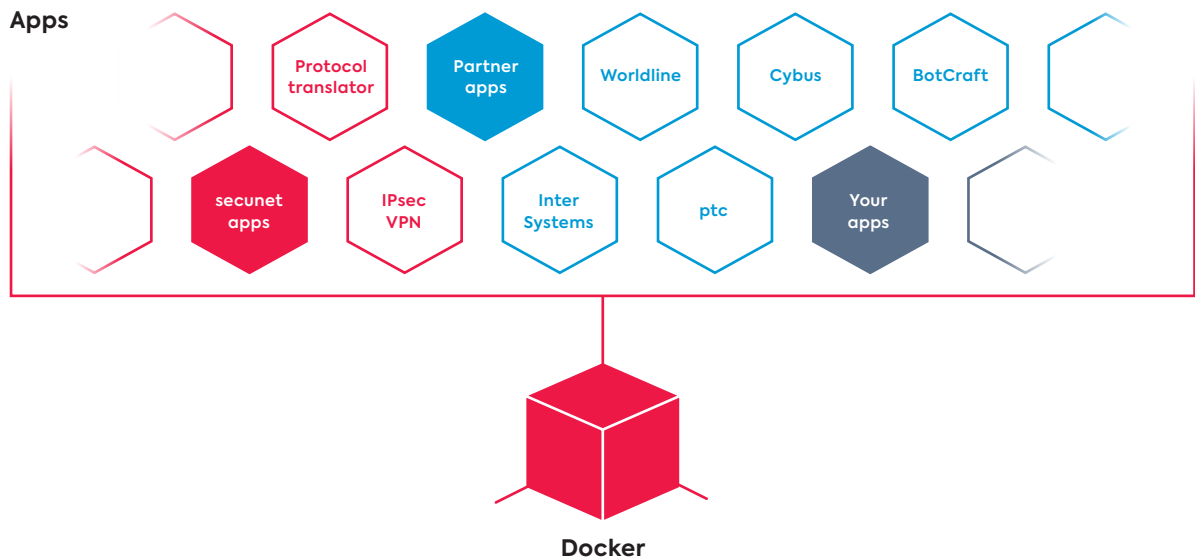 Apps
Protocol
translator
Partner
apps
Worldline
Cybus
BotCraft
secunet
apps
IPsec
VPN
Inter
Systems
ptc
Your
apps
Docker